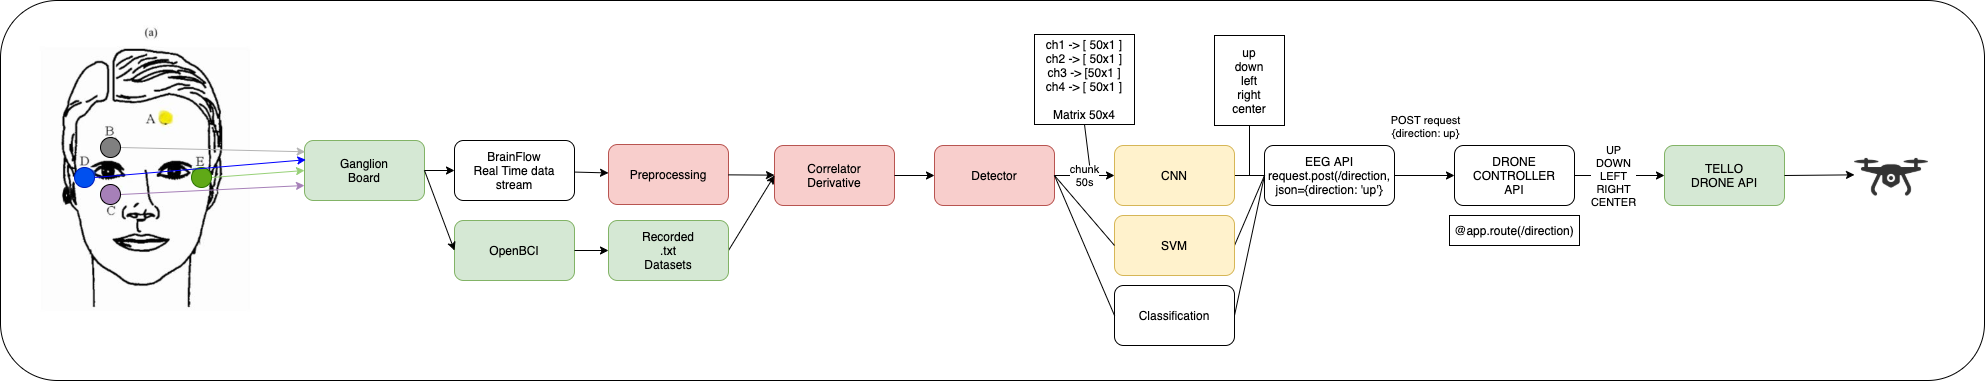 (a)
A
B
D
E
C
Ganglion
Board
BrainFlow
Real Time data
stream
OpenBCI
Preprocessing
Recorded
.txt
Datasets
Correlator
Derivative
Detector
ch1 -> [ 50x1 ]
ch2 -> [ 50x1 ]
ch3 -> [50x1 ]
ch4 -> [ 50x1 ]
Matrix 50x4
chunk
50s
CNN
SVM
Classification
up
down
left
right
center
EEG API
request.post(/direction,
json={direction: 'up'}
POST request
{direction: up}
DRONE
CONTROLLER
API
@app.route(/direction)
UP
DOWN
LEFT
RIGHT
CENTER
TELLO
DRONE API